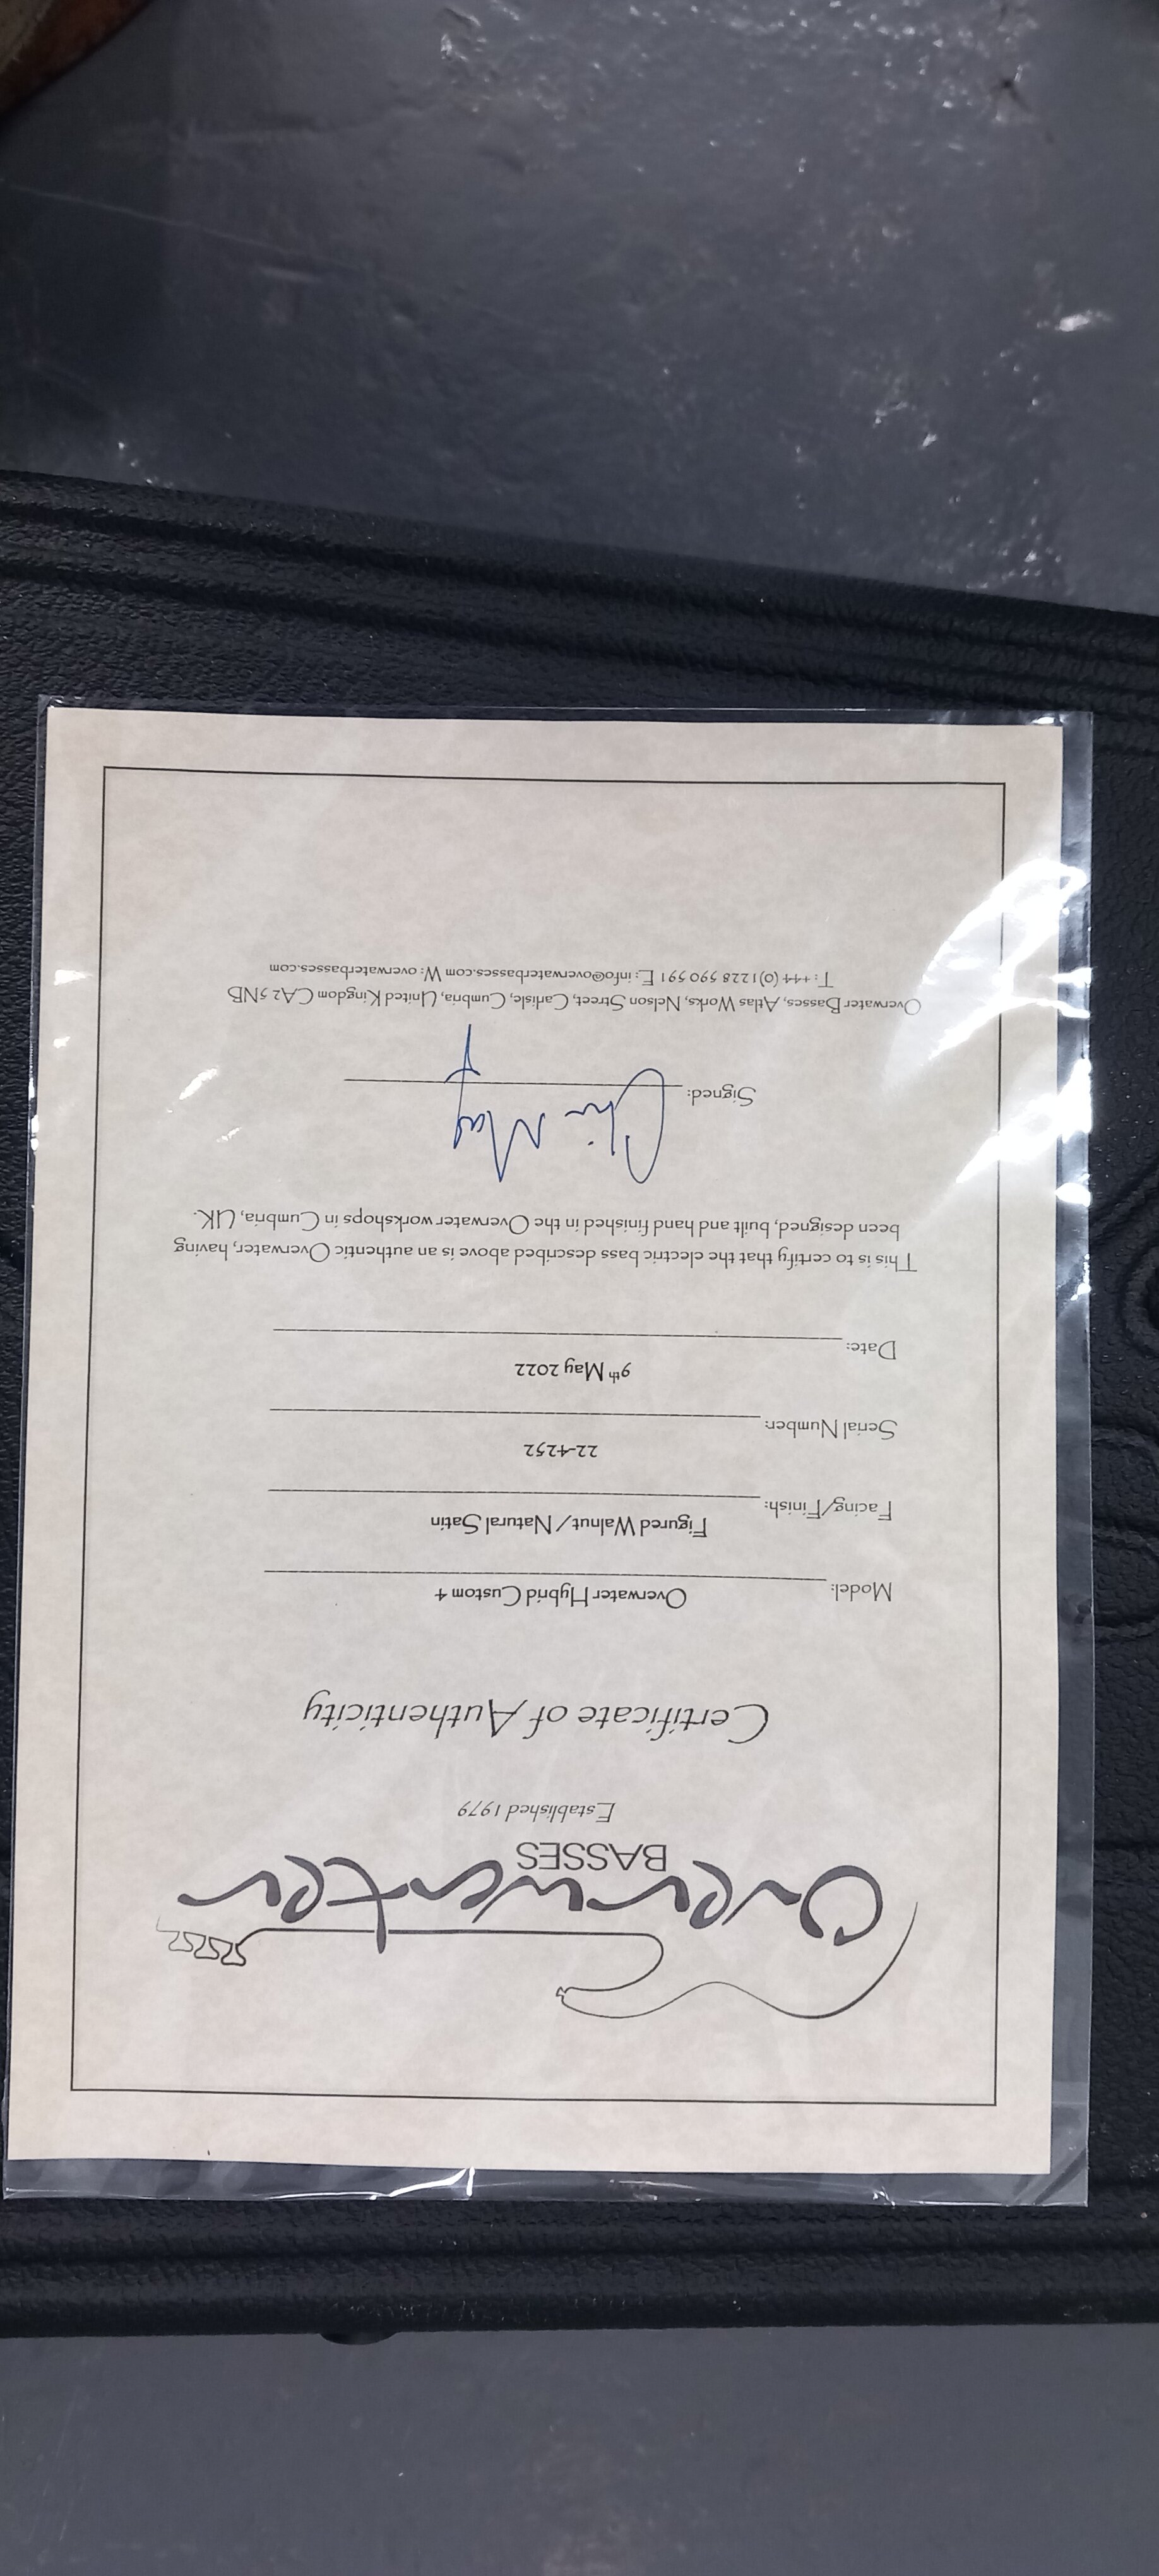 Overwater
BASSES
Established 1979
Certificate of Authenticity
Model: Overwater Hybrid Custom 4
Facing/Finish: Figured Walnut / Natural Satin
Serial Number: 22-4252
Date: 9th May 2022
This is to certify that the electric bass described above is an authentic Overwater, having
been designed, built and hand finished in the Overwater workshops in Cumbria, UK.
Signed: Chris May
Overwater Basses, Atlas Works, Nelson Street, Carlisle, Cumbria, United Kingdom CA2 5NB
T: +44 (0)1228 590 591 E: info@overwaterbasses.com W: overwaterbasses.com